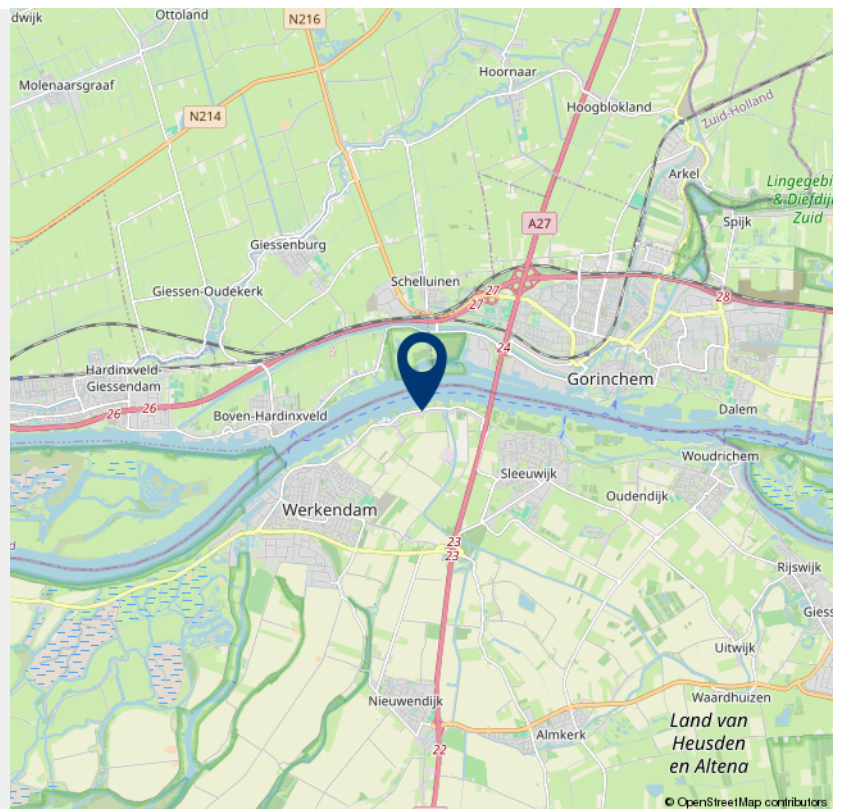 dwijk
Ottoland
N216
Hoornaar
Molenaarsgraaf
Hoogblokland
N214
Zuid-Holland
Arkel
Lingegebi
& Diefdij
Zuid
A27
Spijk
Giessenburg
Schelluinen
Giessen-Oudekerk
27
27
28
24
Hardinxveld-
Giessendam
Gorinchem
26
26
Boven-Hardinxveld
Dalem
Woudrichem
Sleeuwijk
Oudendijk
Werkendam
d
23
23
Rijswijk
Giess
Uitwijk
Nieuwendijk
Waardhuizen
Land van
Heusden
en Altena
Almkerk
22
© OpenStreetMap contributors